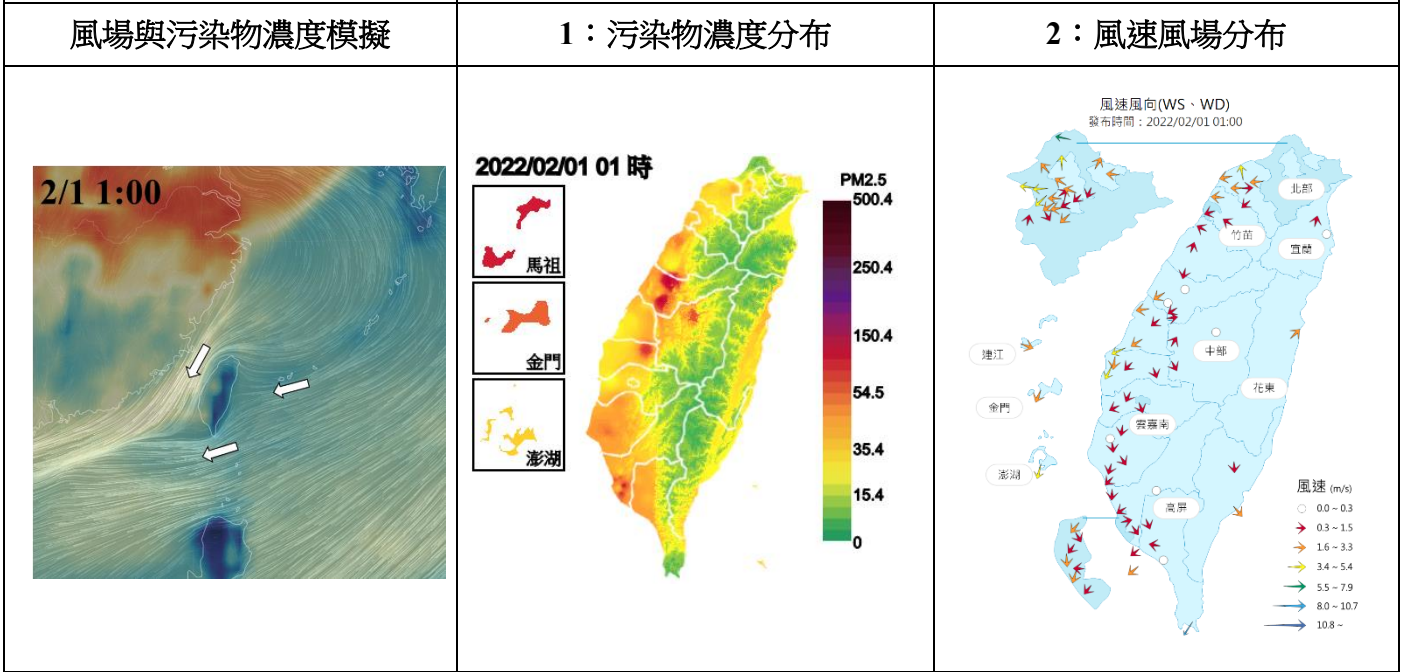 風場與污染物濃度模擬
1：污染物濃度分布
2：風速風場分布
2/1 1:00
2022/02/01 01 時
馬祖
金門
澎湖
PM2.5
500.4
250.4
150.4
54.5
35.4
15.4
0
風速風向(WS、WD)
發布時間：2022/02/01 01:00
北部
竹苗
宜蘭
連江
中部
花東
金門
雲嘉南
澎湖
高屏
風速 (m/s)
0.0 ~ 0.3
0.3 ~ 1.5
1.6 ~ 3.3
3.4 ~ 5.4
5.5 ~ 7.9
8.0 ~ 10.7
10.8 ~